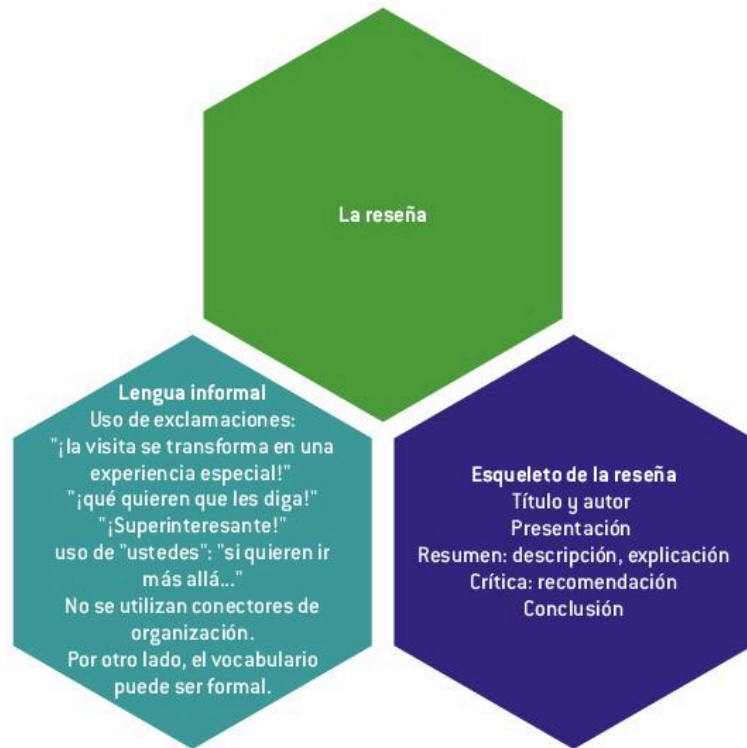 La reseña
Lengua informal
Uso de exclamaciones:
"¡la visita se transforma en una
experiencia especial!"
"¡qué quieren que les diga!"
"¡Superinteresante!"
uso de "ustedes": "si quieren ir
más allá..."
No se utilizan conectores de
organización.
Por otro lado, el vocabulario
puede ser formal.
Esqueleto de la reseña
Título y autor
Presentación
Resumen: descripción, explicación
Crítica: recomendación
Conclusión